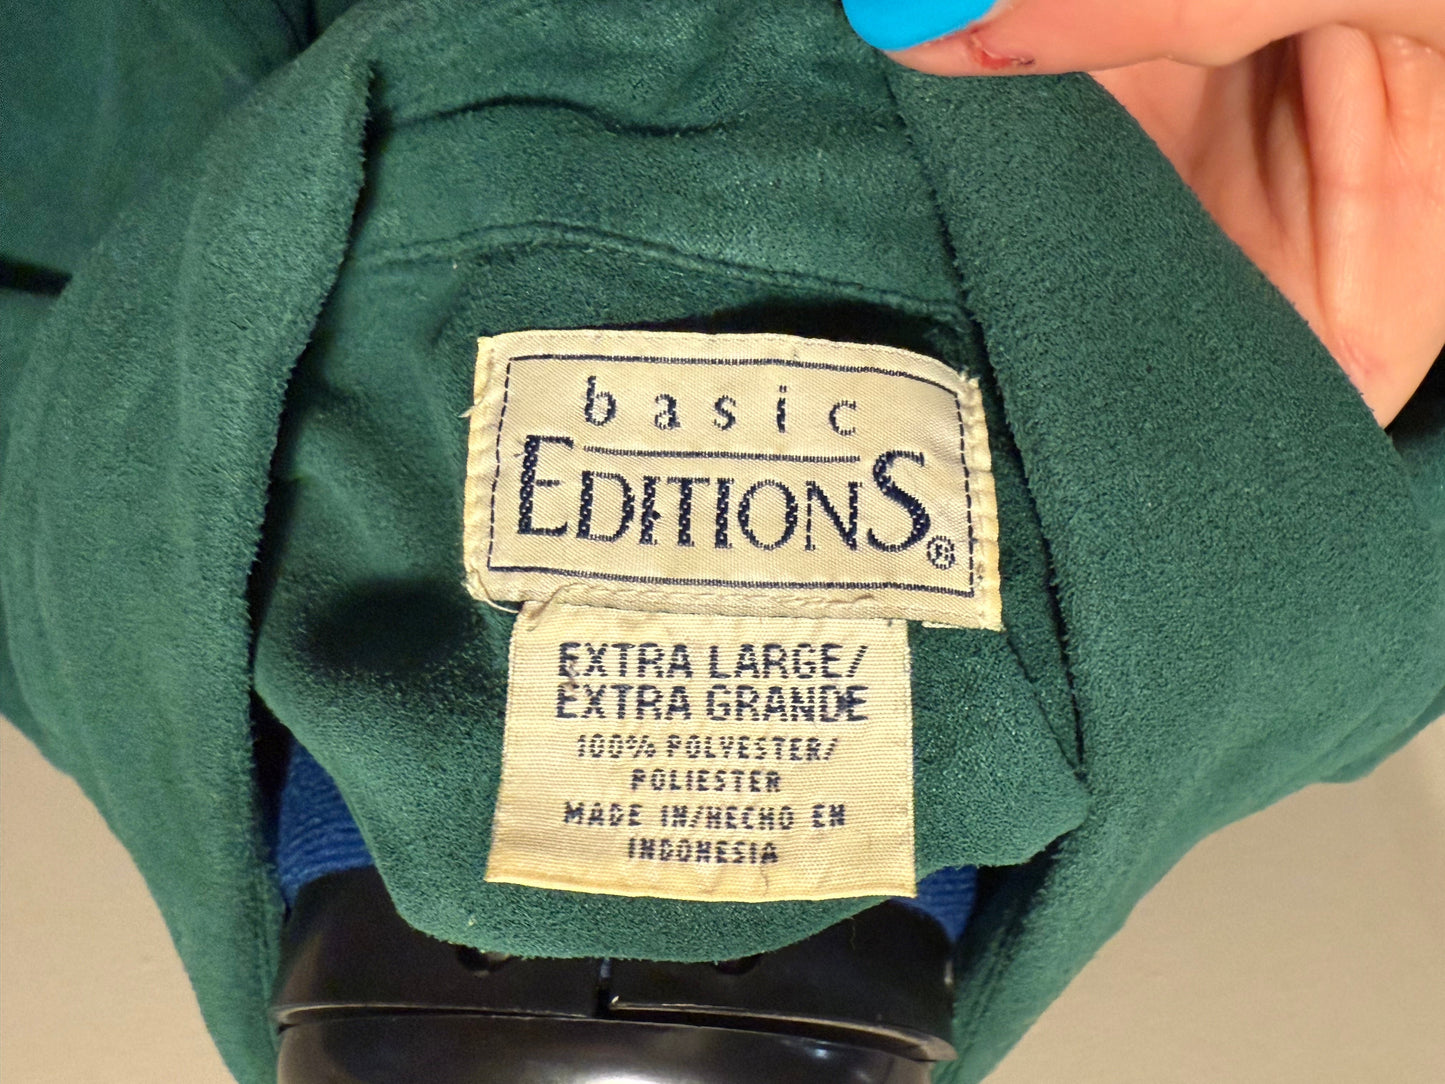 basic
EDITIONS®
EXTRA LARGE/
EXTRA GRANDE
100% POLYESTER/
POLIESTER
MADE IN/HECHO EN
INDONESIA